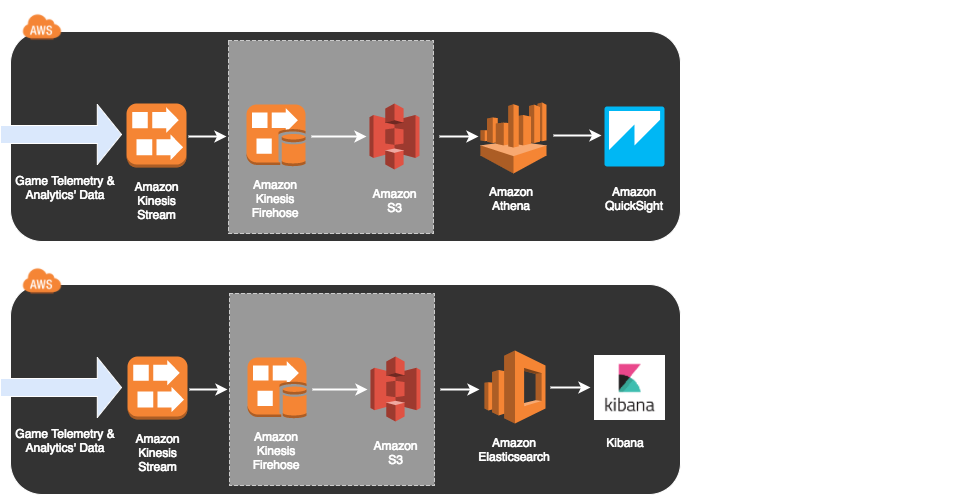 AWS
Game Telemetry &
Analytics' Data
Amazon
Kinesis
Stream
Amazon
Kinesis
Firehose
Amazon
S3
Amazon
Athena
Amazon
QuickSight
AWS
Game Telemetry &
Analytics' Data
Amazon
Kinesis
Stream
Amazon
Kinesis
Firehose
Amazon
S3
Amazon
Elasticsearch
kibana
Kibana